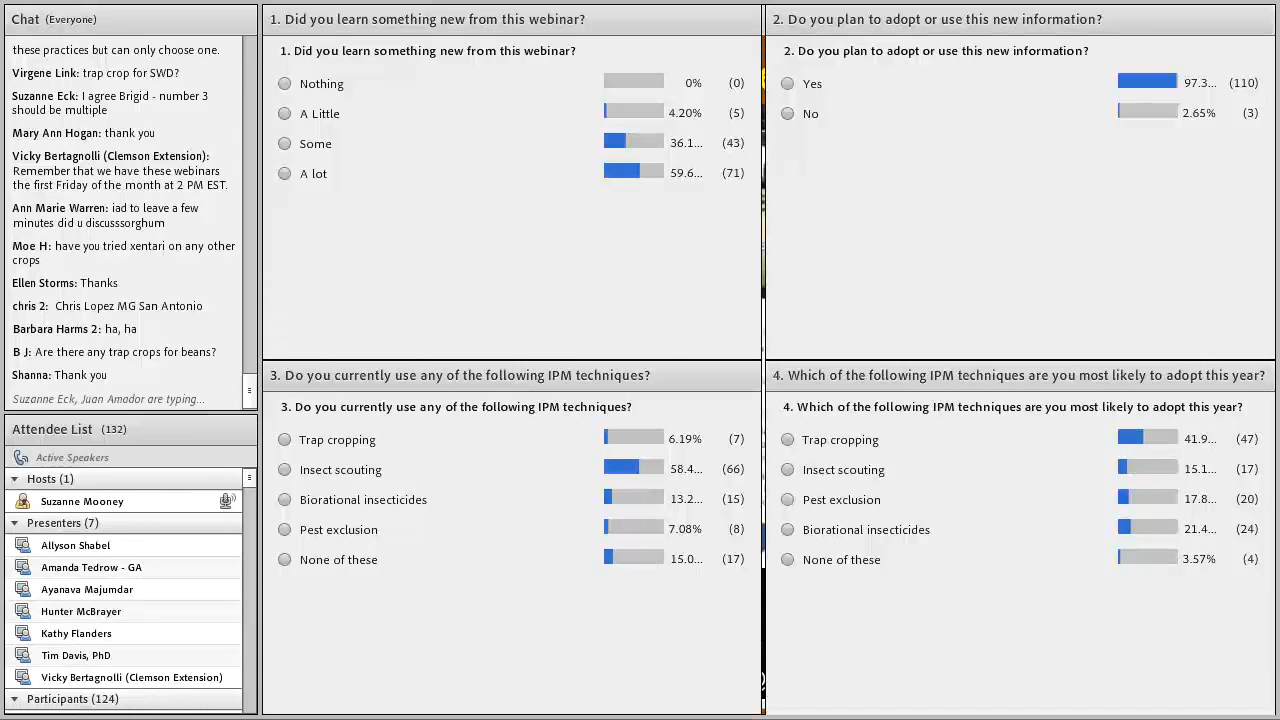 Chat (Everyone)
these practices but can only choose one.
Virgene Link: trap crop for SWD?
Suzanne Eck: I agree Brigid - number 3
should be multiple
Mary Ann Hogan: thank you
Vicky Bertagnolli (Clemson Extension):
Remember that we have these webinars
the first Friday of the month at 2 PM EST.
Ann Marie Warren: iad to leave a few
minutes did u discusssorghum
Moe H: have you tried xentari on any other
crops
Ellen Storms: Thanks
chris 2: Chris Lopez MG San Antonio
Barbara Harms 2: ha, ha
B J: Are there any trap crops for beans?
Shanna: Thank you
Suzanne Eck, Juan Amador are typing...
Attendee List (132)
Active Speakers
Hosts (1)
Suzanne Mooney
Presenters (7)
Allyson Shabel
Amanda Tedrow - GA
Ayanava Majumdar
Hunter McBrayer
Kathy Flanders
Tim Davis, PhD
Vicky Bertagnolli (Clemson Extension)
Participants (124)
1. Did you learn something new from this webinar?
1. Did you learn something new from this webinar?
Nothing 0% (0)
A Little 4.20% (5)
Some 36.1... (43)
A lot 59.6... (71)
2. Do you plan to adopt or use this new information?
2. Do you plan to adopt or use this new information?
Yes 97.3... (110)
No 2.65% (3)
3. Do you currently use any of the following IPM techniques?
3. Do you currently use any of the following IPM techniques?
Trap cropping 6.19% (7)
Insect scouting 58.4... (66)
Biorational insecticides 13.2... (15)
Pest exclusion 7.08% (8)
None of these 15.0... (17)
4. Which of the following IPM techniques are you most likely to adopt this year?
4. Which of the following IPM techniques are you most likely to adopt this year?
Trap cropping 41.9... (47)
Insect scouting 15.1... (17)
Pest exclusion 17.8... (20)
Biorational insecticides 21.4... (24)
None of these 3.57% (4)